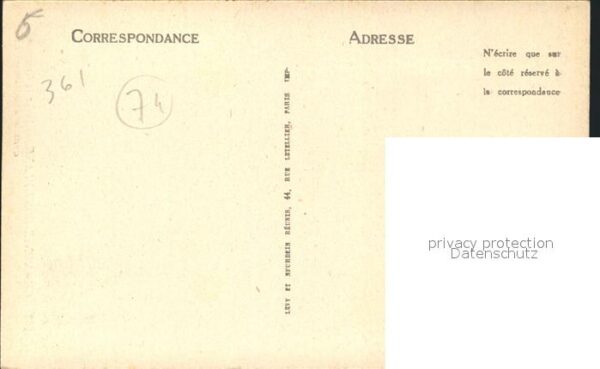 5
CORRESPONDANCE
ADRESSE
N'écrire que sur
le côté réservé à
la correspondance
361
74
LEVY ET NEURDEIN RÉUNIS, 44, RUE LETELLIER, PARIS IMP.
privacy protection
Datenschutz